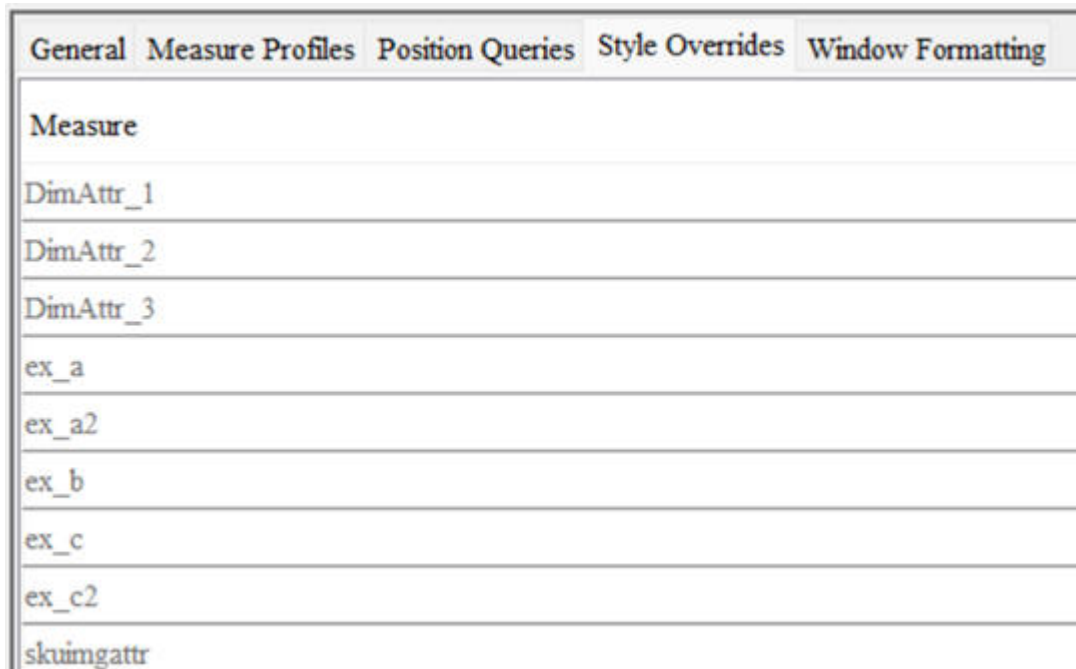 General Measure Profiles Position Queries Style Overrides Window Formatting
Measure
DimAttr_1
DimAttr_2
DimAttr_3
ex_a
ex_a2
ex_b
ex_c
ex_c2
skuimgattr